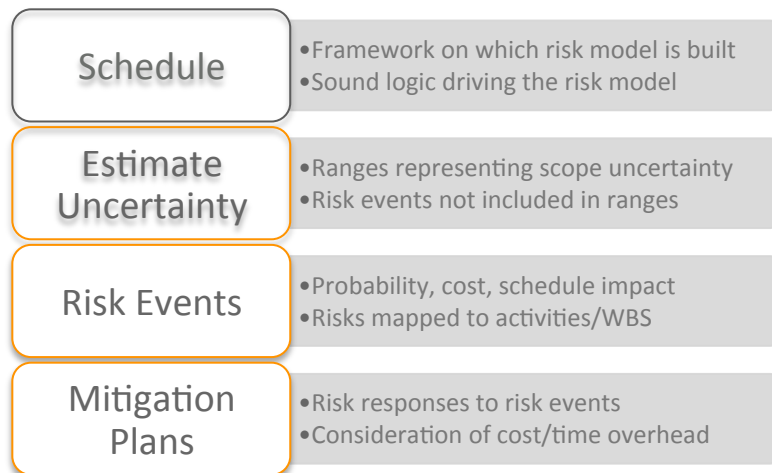 Schedule
•Framework on which risk model is built
•Sound logic driving the risk model
Estimate
Uncertainty
•Ranges representing scope uncertainty
•Risk events not included in ranges
Risk Events
•Probability, cost, schedule impact
•Risks mapped to activities/WBS
Mitigation
Plans
•Risk responses to risk events
•Consideration of cost/time overhead